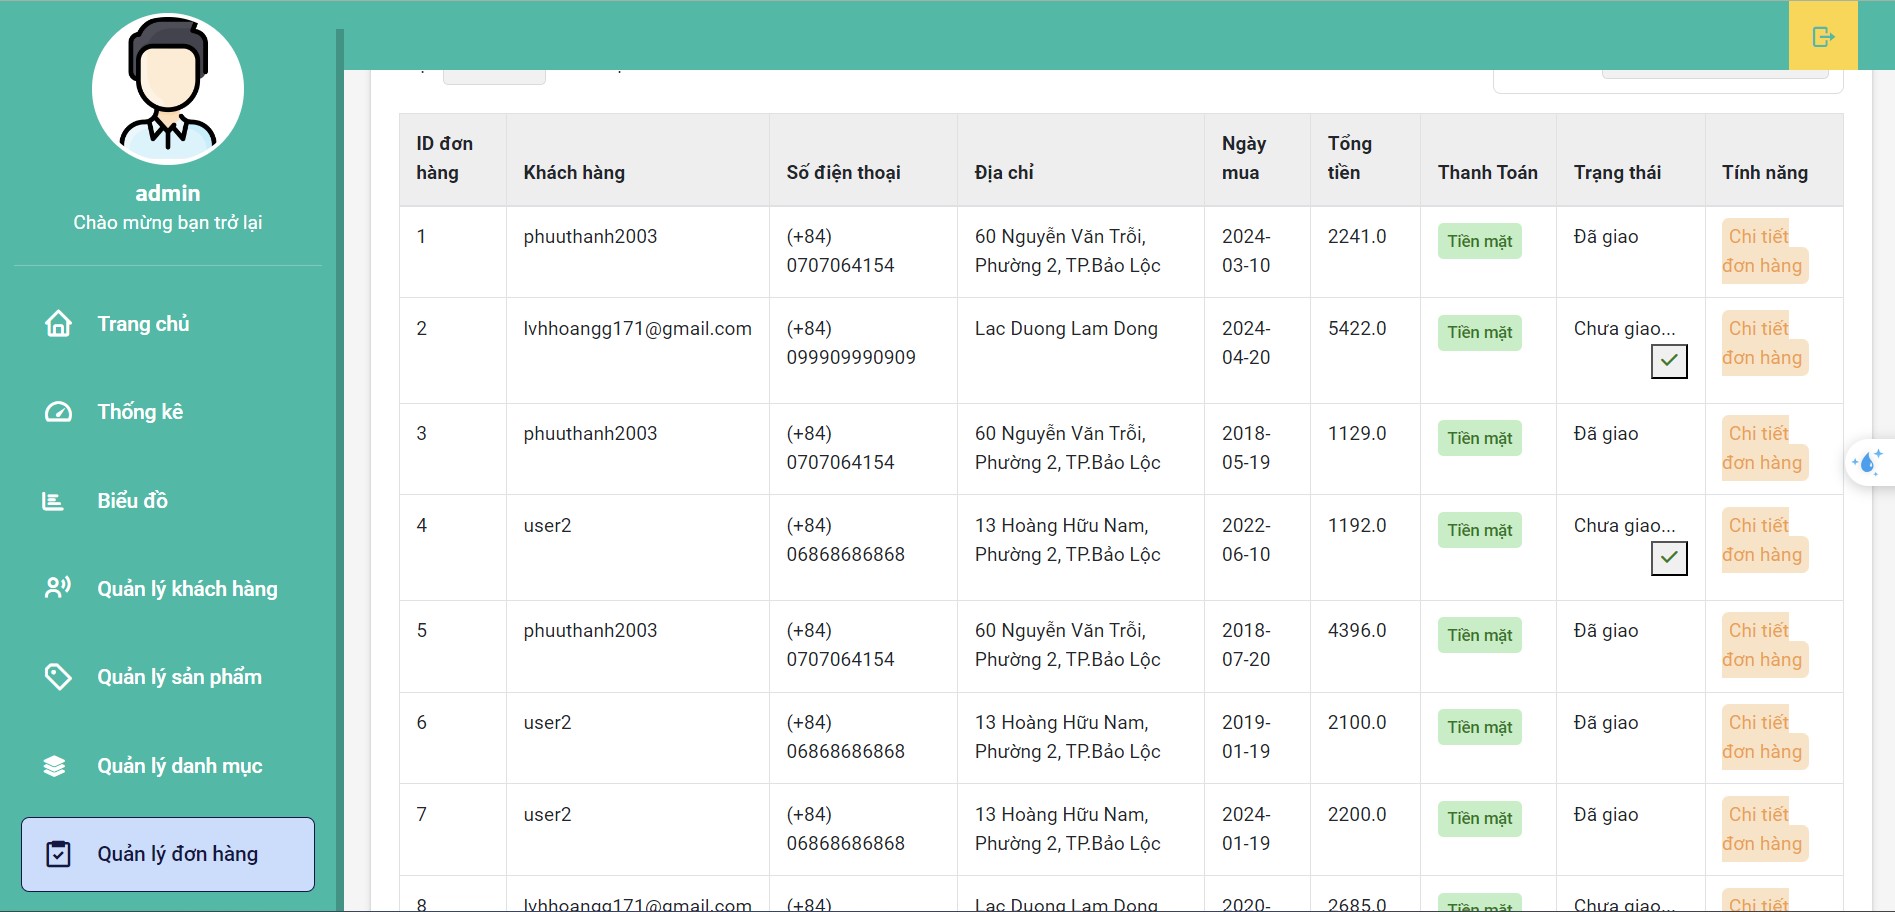 admin
Chào mừng bạn trở lại
Trang chủ
Thống kê
Biểu đồ
Quản lý khách hàng
Quản lý sản phẩm
Quản lý danh mục
Quản lý đơn hàng
ID đơn hàng Khách hàng Số điện thoại Địa chỉ Ngày mua Tổng tiền Thanh Toán Trạng thái Tính năng
1 phuuthanh2003 (+84) 0707064154 60 Nguyễn Văn Trỗi, Phường 2, TP.Bảo Lộc 2024-03-10 2241.0 Tiền mặt Đã giao Chi tiết đơn hàng
2 lvhhoangg171@gmail.com (+84) 099909990909 Lac Duong Lam Dong 2024-04-20 5422.0 Tiền mặt Chưa giao... Chi tiết đơn hàng
3 phuuthanh2003 (+84) 0707064154 60 Nguyễn Văn Trỗi, Phường 2, TP.Bảo Lộc 2018-05-19 1129.0 Tiền mặt Đã giao Chi tiết đơn hàng
4 user2 (+84) 06868686868 13 Hoàng Hữu Nam, Phường 2, TP.Bảo Lộc 2022-06-10 1192.0 Tiền mặt Chưa giao... Chi tiết đơn hàng
5 phuuthanh2003 (+84) 0707064154 60 Nguyễn Văn Trỗi, Phường 2, TP.Bảo Lộc 2018-07-20 4396.0 Tiền mặt Đã giao Chi tiết đơn hàng
6 user2 (+84) 06868686868 13 Hoàng Hữu Nam, Phường 2, TP.Bảo Lộc 2019-01-19 2100.0 Tiền mặt Đã giao Chi tiết đơn hàng
7 user2 (+84) 06868686868 13 Hoàng Hữu Nam, Phường 2, TP.Bảo Lộc 2024-01-19 2200.0 Tiền mặt Đã giao Chi tiết đơn hàng
8 lvhhoangg171@gmail.com (+84) Lac Duong Lam Dong 2020- 2685.0 Tiền mặt Chưa giao... Chi tiết